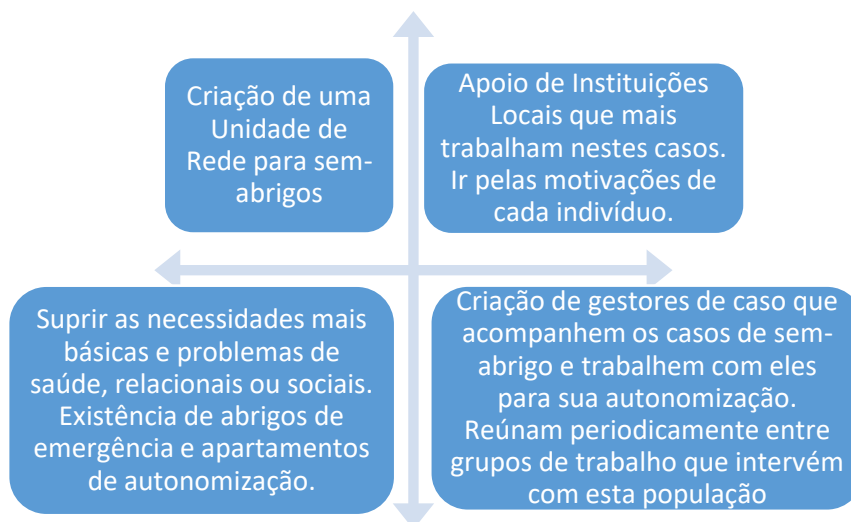 Criação de uma
Unidade de
Rede para sem-
abrigos
Apoio de Instituições
Locais que mais
trabalham nestes casos.
Ir pelas motivações de
cada indivíduo.
Suprir as necessidades mais
básicas e problemas de
saúde, relacionais ou sociais.
Existência de abrigos de
emergência e apartamentos
de autonomização.
Criação de gestores de caso que
acompanhem os casos de sem-
abrigo e trabalhem com eles
para sua autonomização.
Reúnam periodicamente entre
grupos de trabalho que intervém
com esta população